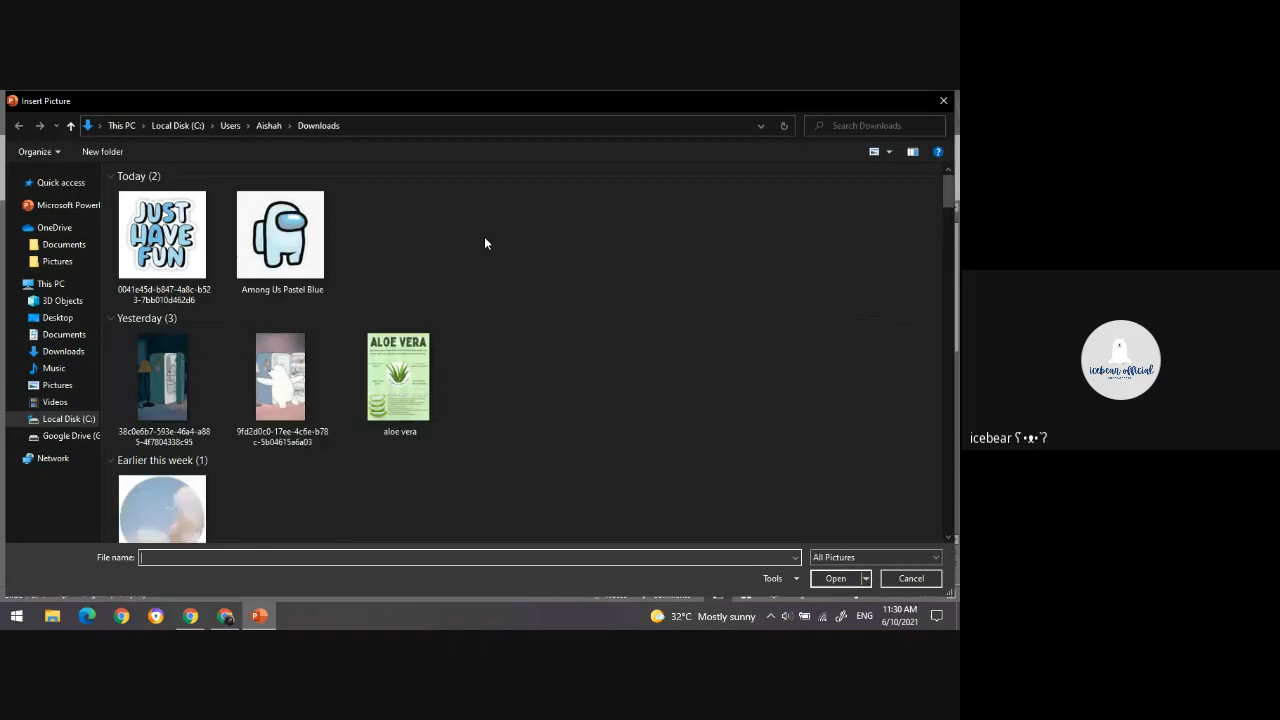 Insert Picture
This PC > Local Disk (C:) > Users > Aishah > Downloads
Search Downloads
Organize
New folder
Quick access
Microsoft Powerl
OneDrive
Documents
Pictures
This PC
3D Objects
Desktop
Documents
Downloads
Music
Pictures
Videos
Local Disk (C:)
Google Drive (G
Network
Today (2)
JUST
HAVE
FUN
0041e45d-b847-4a8c-b52
3-7bb010d462d6
Among Us Pastel Blue
Yesterday (3)
ALOE VERA
38c0e6b7-593e-46a4-a88
5-4f7804338c95
9fd2d0c0-17ee-4c6e-b78
c-5b04615a6a03
aloe vera
Earlier this week (1)
File name:
All Pictures
Tools
Open
Cancel
32°C Mostly sunny
ENG
11:30 AM
6/10/2021
icebear official
icebear ʕ•ᴥ•ʔ